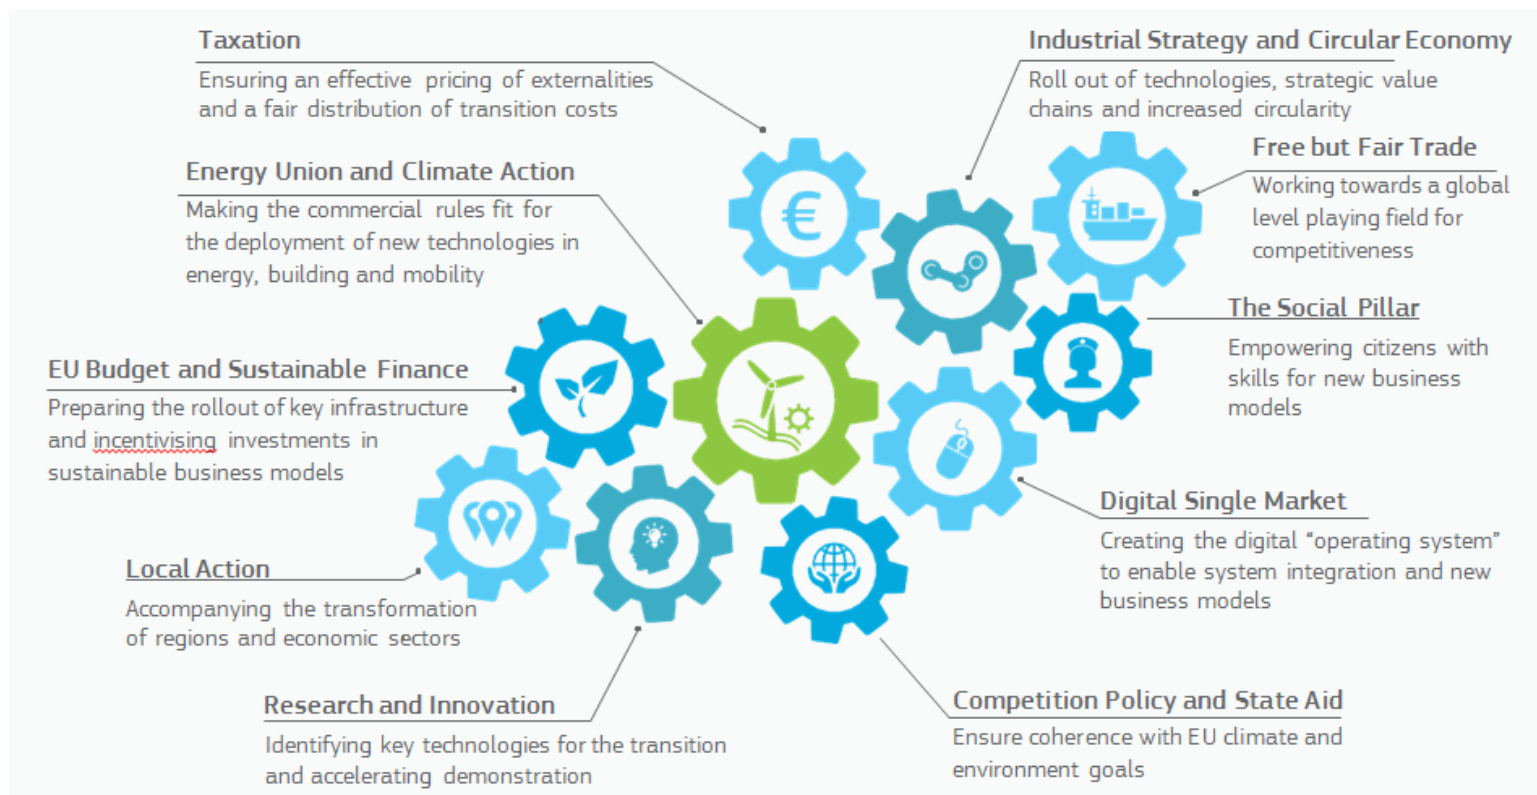 Taxation
Ensuring an effective pricing of externalities
and a fair distribution of transition costs
Industrial Strategy and Circular Economy
Roll out of technologies, strategic value
chains and increased circularity
Free but Fair Trade
Working towards a global
level playing field for
competitiveness
Energy Union and Climate Action
Making the commercial rules fit for
the deployment of new technologies in
energy, building and mobility
€
The Social Pillar
Empowering citizens with
skills for new business
models
EU Budget and Sustainable Finance
Preparing the rollout of key infrastructure
and incentivising investments in
sustainable business models
Digital Single Market
Creating the digital “operating system”
to enable system integration and new
business models
Local Action
Accompanying the transformation
of regions and economic sectors
Research and Innovation
Identifying key technologies for the transition
and accelerating demonstration
Competition Policy and State Aid
Ensure coherence with EU climate and
environment goals